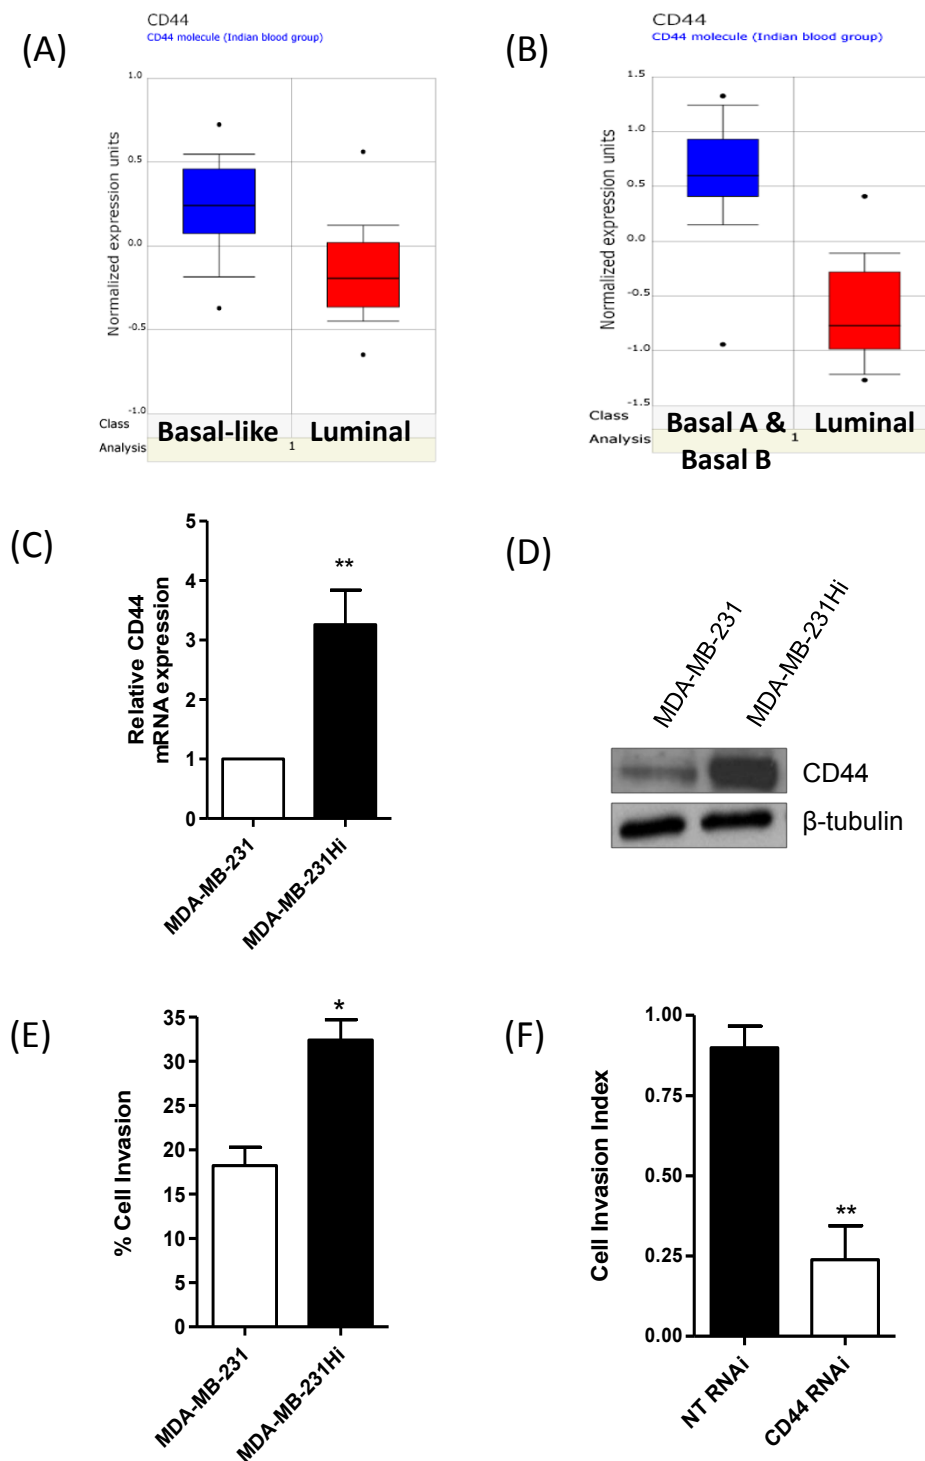 (A)
CD44
CD44 molecule (Indian blood group)
Normalized expression units
1.0
0.5
0.0
-0.5
-1.0
Class
Basal-like
Luminal
Analysis
1
(B)
CD44
CD44 molecule (Indian blood group)
Normalized expression units
1.5
1.0
0.5
0.0
-0.5
-1.0
-1.5
Class
Basal A &
Basal B
Luminal
Analysis
1
(C)
Relative CD44
mRNA expression
5
4
3
2
1
0
**
MDA-MB-231
MDA-MB-231Hi
(D)
MDA-MB-231
MDA-MB-231Hi
CD44
β-tubulin
(E)
% Cell Invasion
35
30
25
20
15
10
5
0
*
MDA-MB-231
MDA-MB-231Hi
(F)
Cell Invasion Index
1.00
0.75
0.50
0.25
0.00
**
NT RNAi
CD44 RNAi